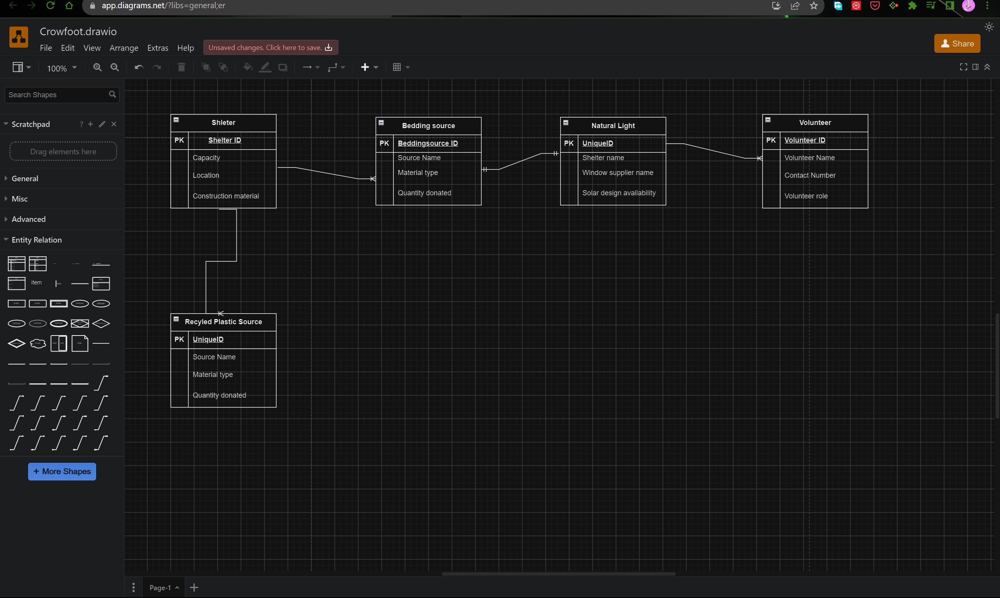 app.diagrams.net/?libs=general;er
Crowfoot.drawio
File Edit View Arrange Extras Help Unsaved changes. Click here to save.
Share
100%
Search Shapes
Scratchpad ? +
Drag elements here
General
Misc
Advanced
Entity Relation
Item
+ More Shapes
Shleter
PK Shelter ID
Capacity
Location
Construction material
Bedding source
PK Beddingsource ID
Source Name
Material type
Quantity donated
Natural Light
PK UniqueID
Shelter name
Window supplier name
Solar design availability
Volunteer
PK Volunteer ID
Volunteer Name
Contact Number
Volunteer role
Recyled Plastic Source
PK UniqueID
Source Name
Material type
Quantity donated
Page-1